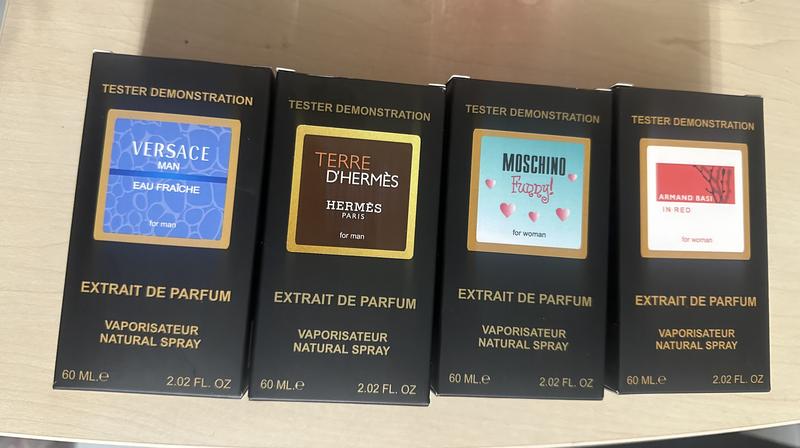 TESTER DEMONSTRATION
VERSACE
MAN
EAU FRAÎCHE
for man
EXTRAIT DE PARFUM
VAPORISATEUR
NATURAL SPRAY
60 ML.℮ 2.02 FL. OZ
TESTER DEMONSTRATION
TERRE
D'HERMÈS
HERMÈS
PARIS
for man
EXTRAIT DE PARFUM
VAPORISATEUR
NATURAL SPRAY
60 ML.℮ 2.02 FL. OZ
TESTER DEMONSTRATION
MOSCHINO
Funny!
for woman
EXTRAIT DE PARFUM
VAPORISATEUR
NATURAL SPRAY
60 ML.℮ 2.02 FL. OZ
TESTER DEMONSTRATION
ARMAND BASI
IN RED
for woman
EXTRAIT DE PARFUM
VAPORISATEUR
NATURAL SPRAY
60 ML.℮ 2.02 FL. OZ